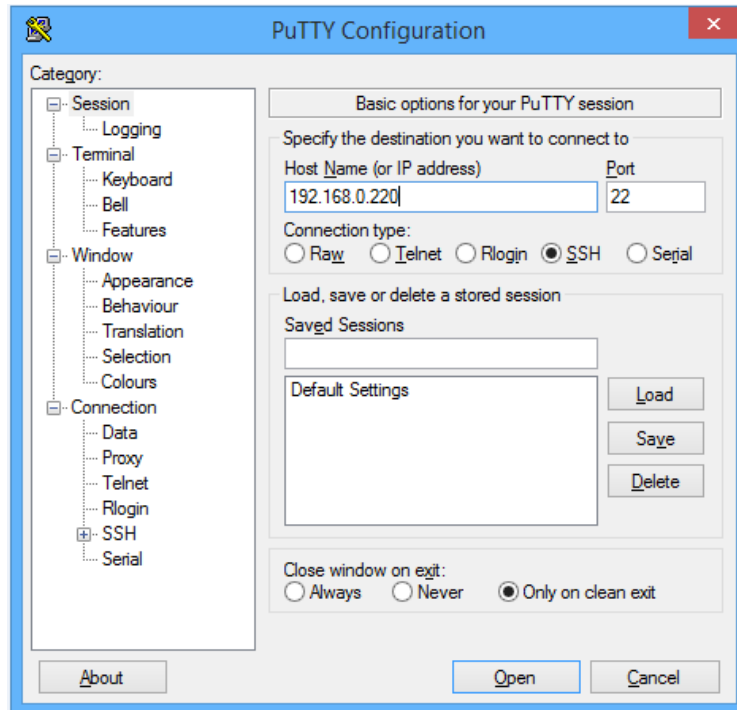 PuTTY Configuration
Category:
Session
Logging
Terminal
Keyboard
Bell
Features
Window
Appearance
Behaviour
Translation
Selection
Colours
Connection
Data
Proxy
Telnet
Rlogin
SSH
Serial
Basic options for your PuTTY session
Specify the destination you want to connect to
Host Name (or IP address) Port
192.168.0.220 22
Connection type:
Raw Telnet Rlogin SSH Serial
Load, save or delete a stored session
Saved Sessions
Default Settings
Load
Save
Delete
Close window on exit:
Always Never Only on clean exit
About Open Cancel